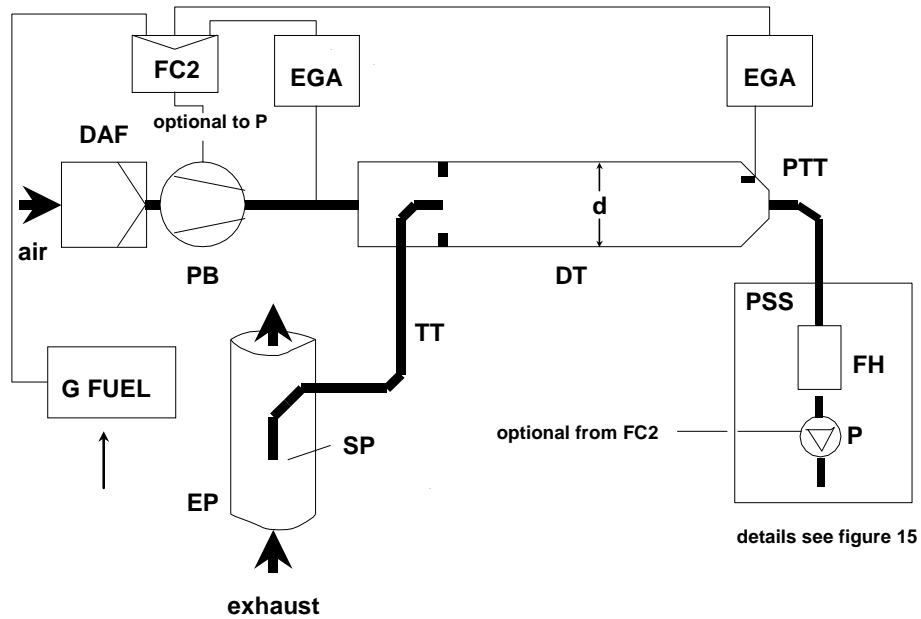 FC2
EGA
EGA
optional to P
DAF
PTT
d
air
PB
DT
PSS
TT
FH
G FUEL
SP
optional from FC2
P
EP
details see figure 15
exhaust